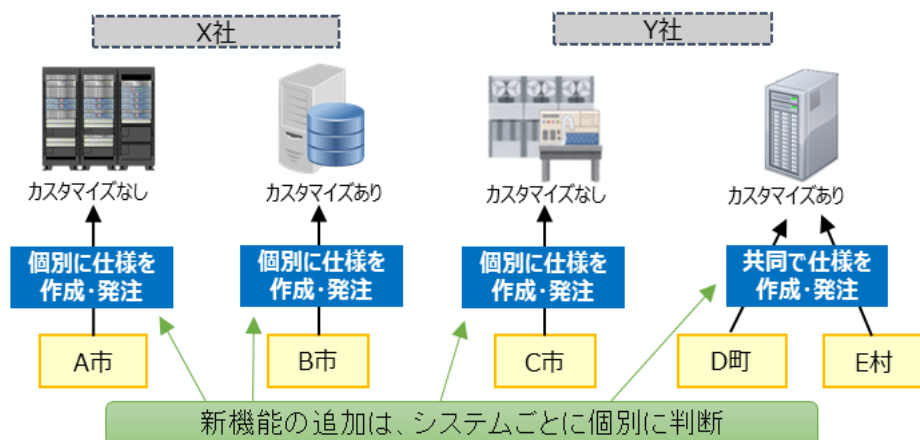 X社
Y社
カスタマイズなし
カスタマイズあり
カスタマイズなし
カスタマイズあり
個別に仕様を
作成・発注
個別に仕様を
作成・発注
個別に仕様を
作成・発注
共同で仕様を
作成・発注
A市
B市
C市
D町
E村
新機能の追加は、システムごとに個別に判断